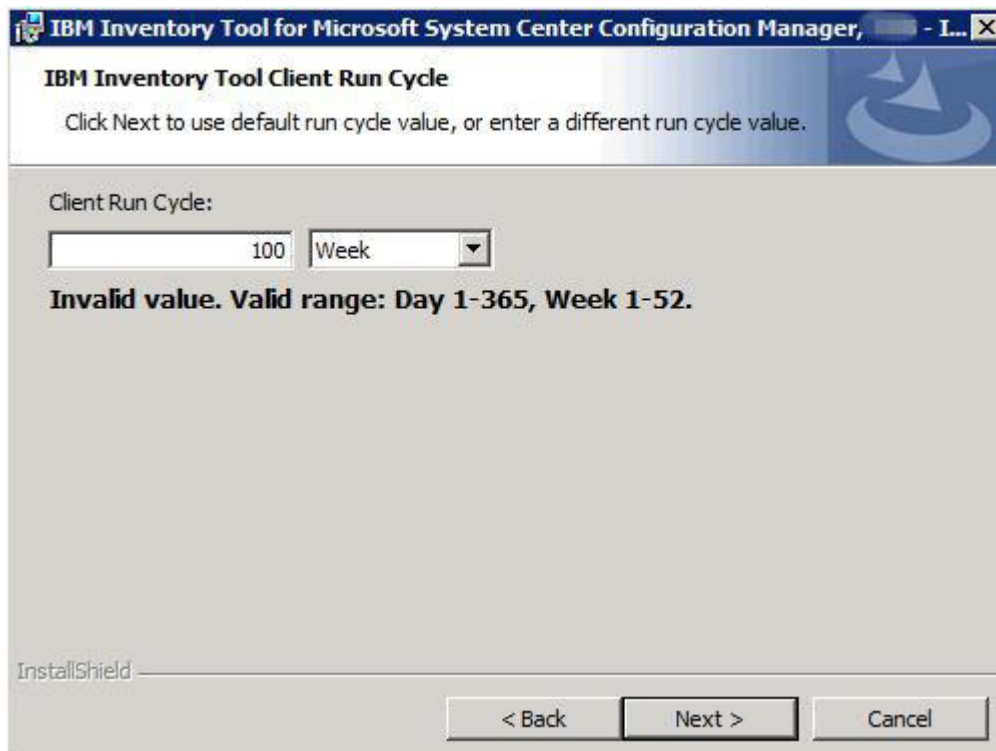 IBM Inventory Tool for Microsoft System Center Configuration Manager, - I...
IBM Inventory Tool Client Run Cycle
Click Next to use default run cycle value, or enter a different run cycle value.
Client Run Cycle:
100 Week
Invalid value. Valid range: Day 1-365, Week 1-52.
InstallShield
< Back Next > Cancel